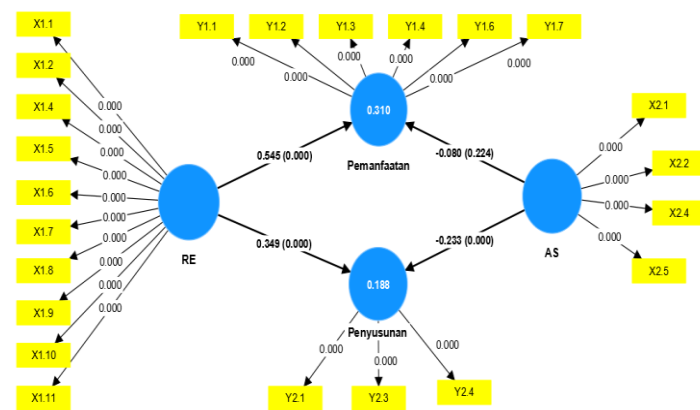 X1.1
X1.2
X1.4
X1.5
X1.6
X1.7
X1.8
X1.9
X1.10
X1.11
0.000
0.000
0.000
0.000
0.000
0.000
0.000
0.000
0.000
0.000
RE
Y1.1
Y1.2
Y1.3
Y1.4
Y1.6
Y1.7
0.000
0.000
0.000
0.000
0.000
0.000
0.310
Pemanfaatan
0.545 (0.000)
-0.080 (0.224)
0.349 (0.000)
-0.233 (0.000)
0.188
Penyusunan
0.000
0.000
0.000
Y2.1
Y2.3
Y2.4
AS
0.000
0.000
0.000
0.000
X2.1
X2.2
X2.4
X2.5